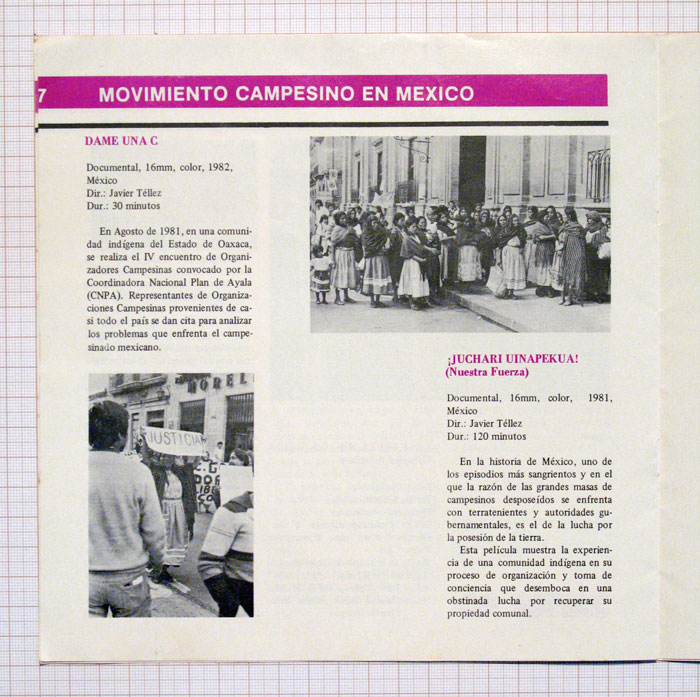 7 MOVIMIENTO CAMPESINO EN MEXICO
DAME UNA C
Documental, 16mm, color, 1982,
México
Dir.: Javier Téllez
Dur.: 30 minutos
En Agosto de 1981, en una comuni-
dad indígena del Estado de Oaxaca,
se realiza el IV encuentro de Organi-
zadores Campesinas convocado por la
Coordinadora Nacional Plan de Ayala
(CNPA). Representantes de Organiza-
ciones Campesinas provenientes de ca-
si todo el país se dan cita para analizar
los problemas que enfrenta el campe-
sinado mexicano.
MOREL
JUSTICIA
¡JUCHARI UINAPEKUA!
(Nuestra Fuerza)
Documental, 16mm, color, 1981,
México
Dir.: Javier Téllez
Dur.: 120 minutos
En la historia de México, uno de
los episodios más sangrientos y en el
que la razón de las grandes masas de
campesinos desposeídos se enfrenta
con terratenientes y autoridades gu-
bernamentales, es el de la lucha por
la posesión de la tierra.
Esta película muestra la experien-
cia de una comunidad indígena en su
proceso de organización y toma de
conciencia que desemboca en una
obstinada lucha por recuperar su
propiedad comunal.